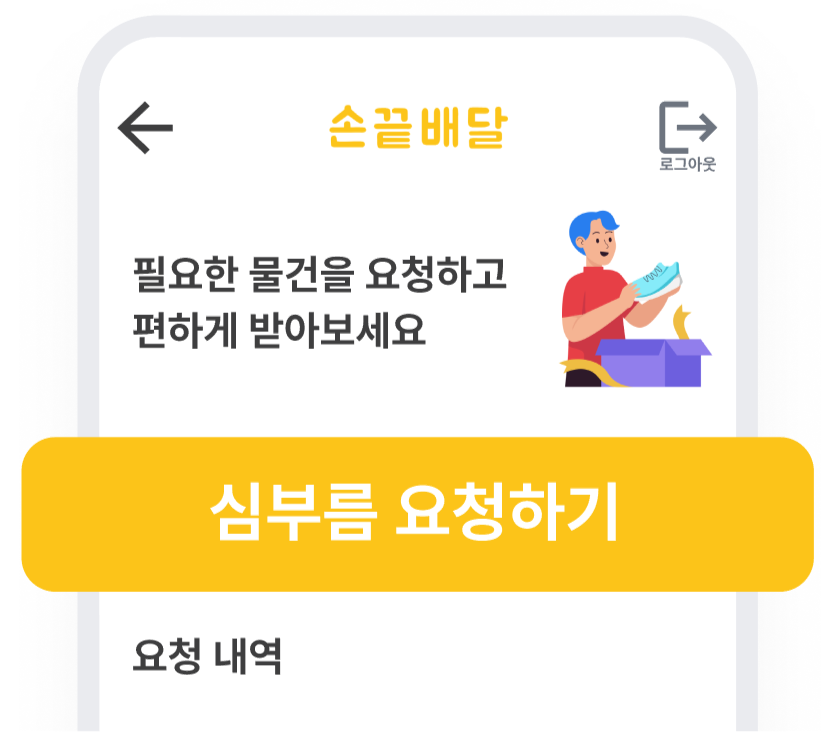 손끝배달
로그아웃
필요한 물건을 요청하고
편하게 받아보세요
심부름 요청하기
요청 내역